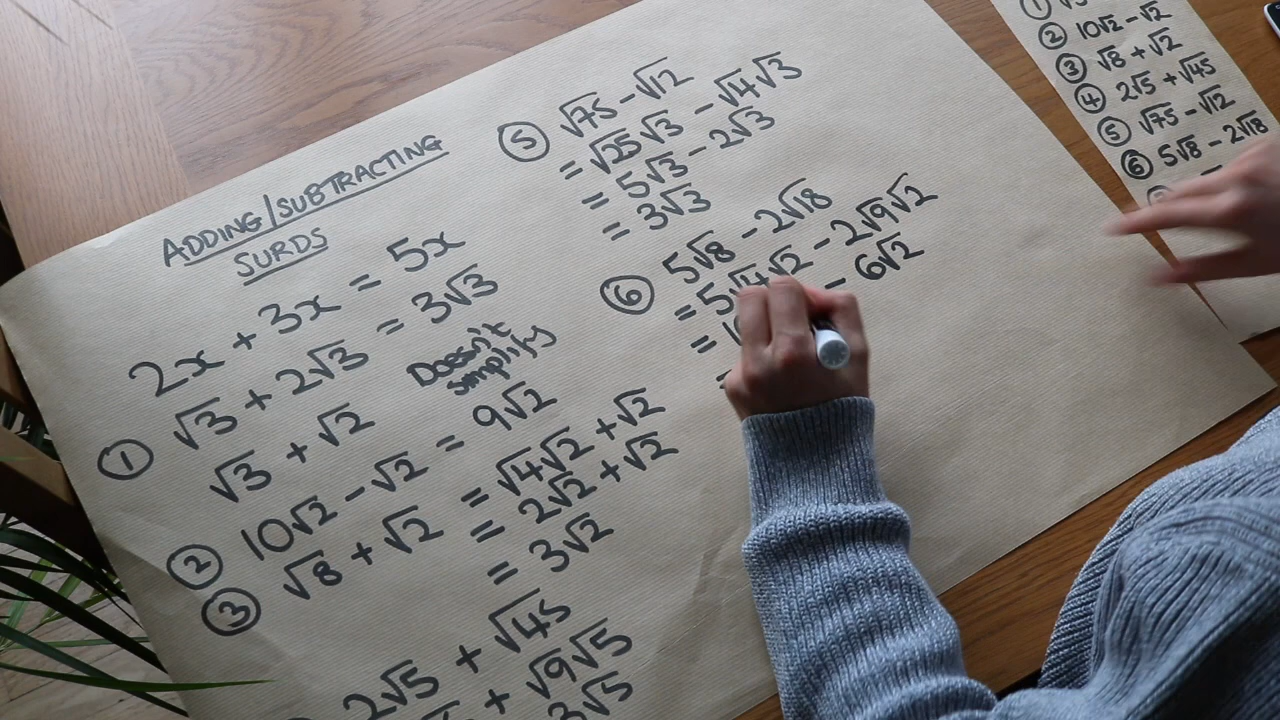 ADDING/SUBTRACTING
SURDS
2x + 3x = 5x
① √3 + 2√3 = 3√3
√3 + √2 Doesn't
simplify
② 10√2 - √2 = 9√2
③ √8 + √2 = √4√2 + √2
= 2√2 + √2
= 3√2
2√5 + √45
+ √9√5
3√5
⑤ √75 - √12
= √25√3 - √4√3
= 5√3 - 2√3
= 3√3
⑥ 5√8 - 2√18
= 5√4√2 - 2√9√2
= - 6√2
①
② 10√2 - √2
③ √8 + √2
④ 2√5 + √45
⑤ √75 - √12
⑥ 5√8 - 2√18